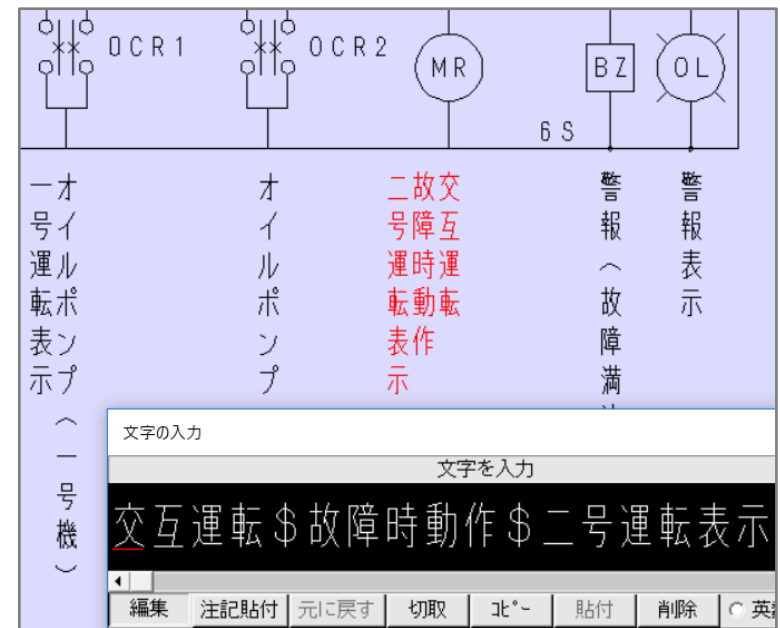 OCR1
OCR2
MR
BZ
OL
6S
オイルポンプ（一号機）
一号運転表示
オイルポンプ
交互運転
故障時動作
二号運転表示
警報（故障満
警報表示
文字の入力
文字を入力
交互運転$故障時動作$二号運転表示
編集
注記貼付
元に戻す
切取
ｺﾋﾟｰ
貼付
削除